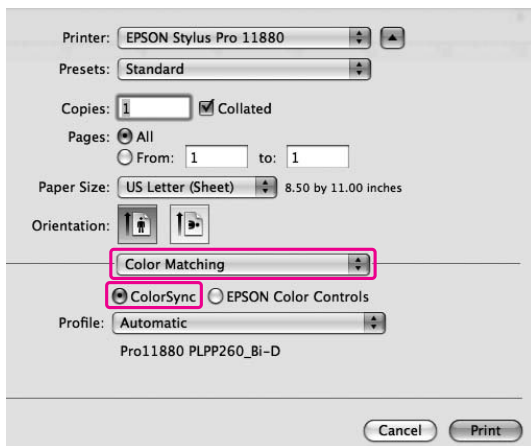 Printer: EPSON Stylus Pro 11880
Presets: Standard
Copies: 1 Collated
Pages: All
From: 1 to: 1
Paper Size: US Letter (Sheet) 8.50 by 11.00 inches
Orientation:
Color Matching
ColorSync EPSON Color Controls
Profile: Automatic
Pro11880 PLPP260_Bi-D
Cancel Print